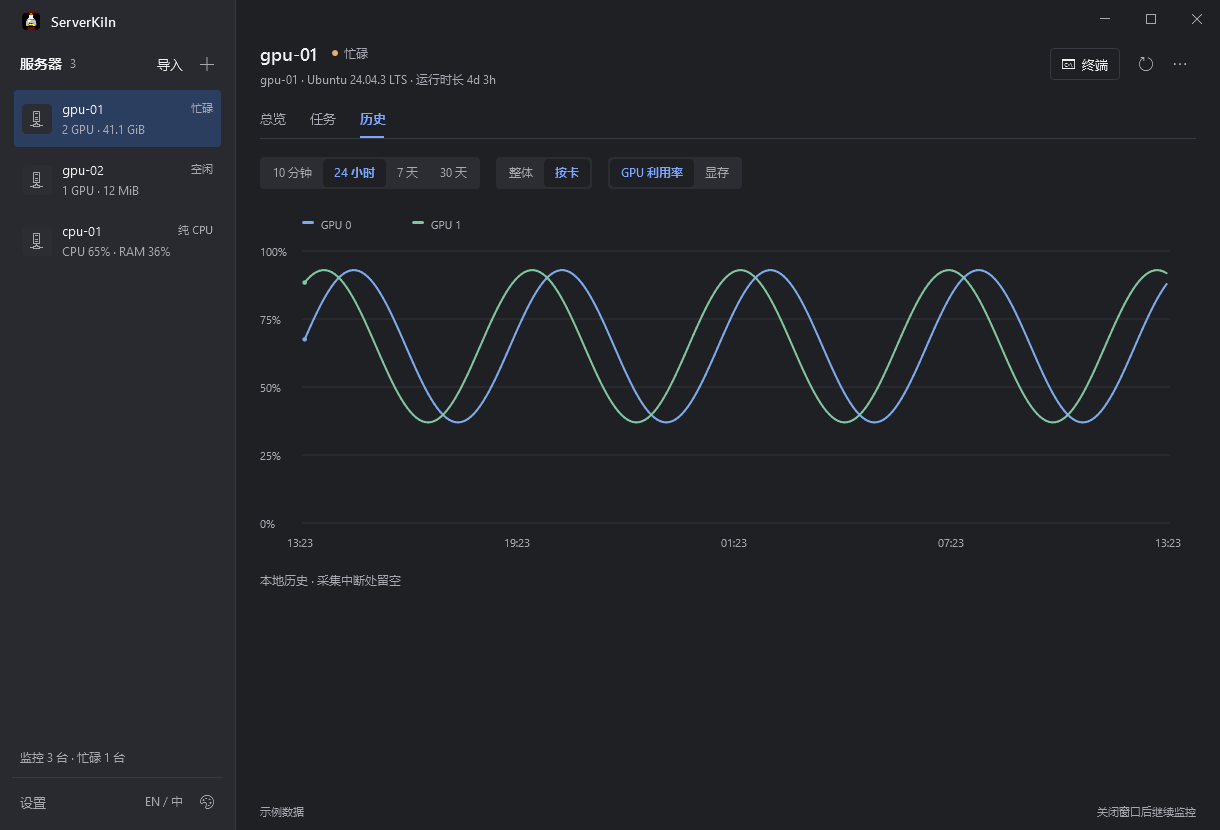 ServerKiln
服务器 3 导入
gpu-01 忙碌
2 GPU · 41.1 GiB
gpu-02 空闲
1 GPU · 12 MiB
cpu-01 纯 CPU
CPU 65% · RAM 36%
监控 3 台 · 忙碌 1 台
设置 EN / 中
gpu-01 忙碌
gpu-01 · Ubuntu 24.04.3 LTS · 运行时长 4d 3h
终端
总览 任务 历史
10 分钟 24 小时 7 天 30 天 整体 按卡 GPU 利用率 显存
GPU 0 GPU 1
100%
75%
50%
25%
0%
13:23 19:23 01:23 07:23 13:23
本地历史 · 采集中断处留空
示例数据 关闭窗口后继续监控